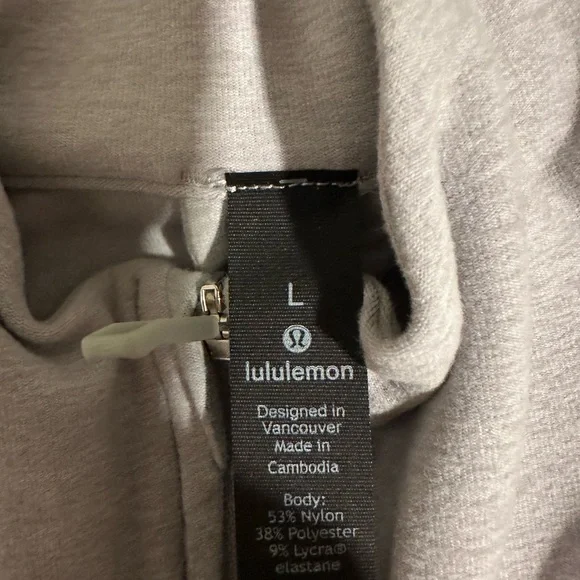 L
lululemon
Designed in
Vancouver
Made in
Cambodia
Body:
53% Nylon
38% Polyester
9% Lycra®
elastane